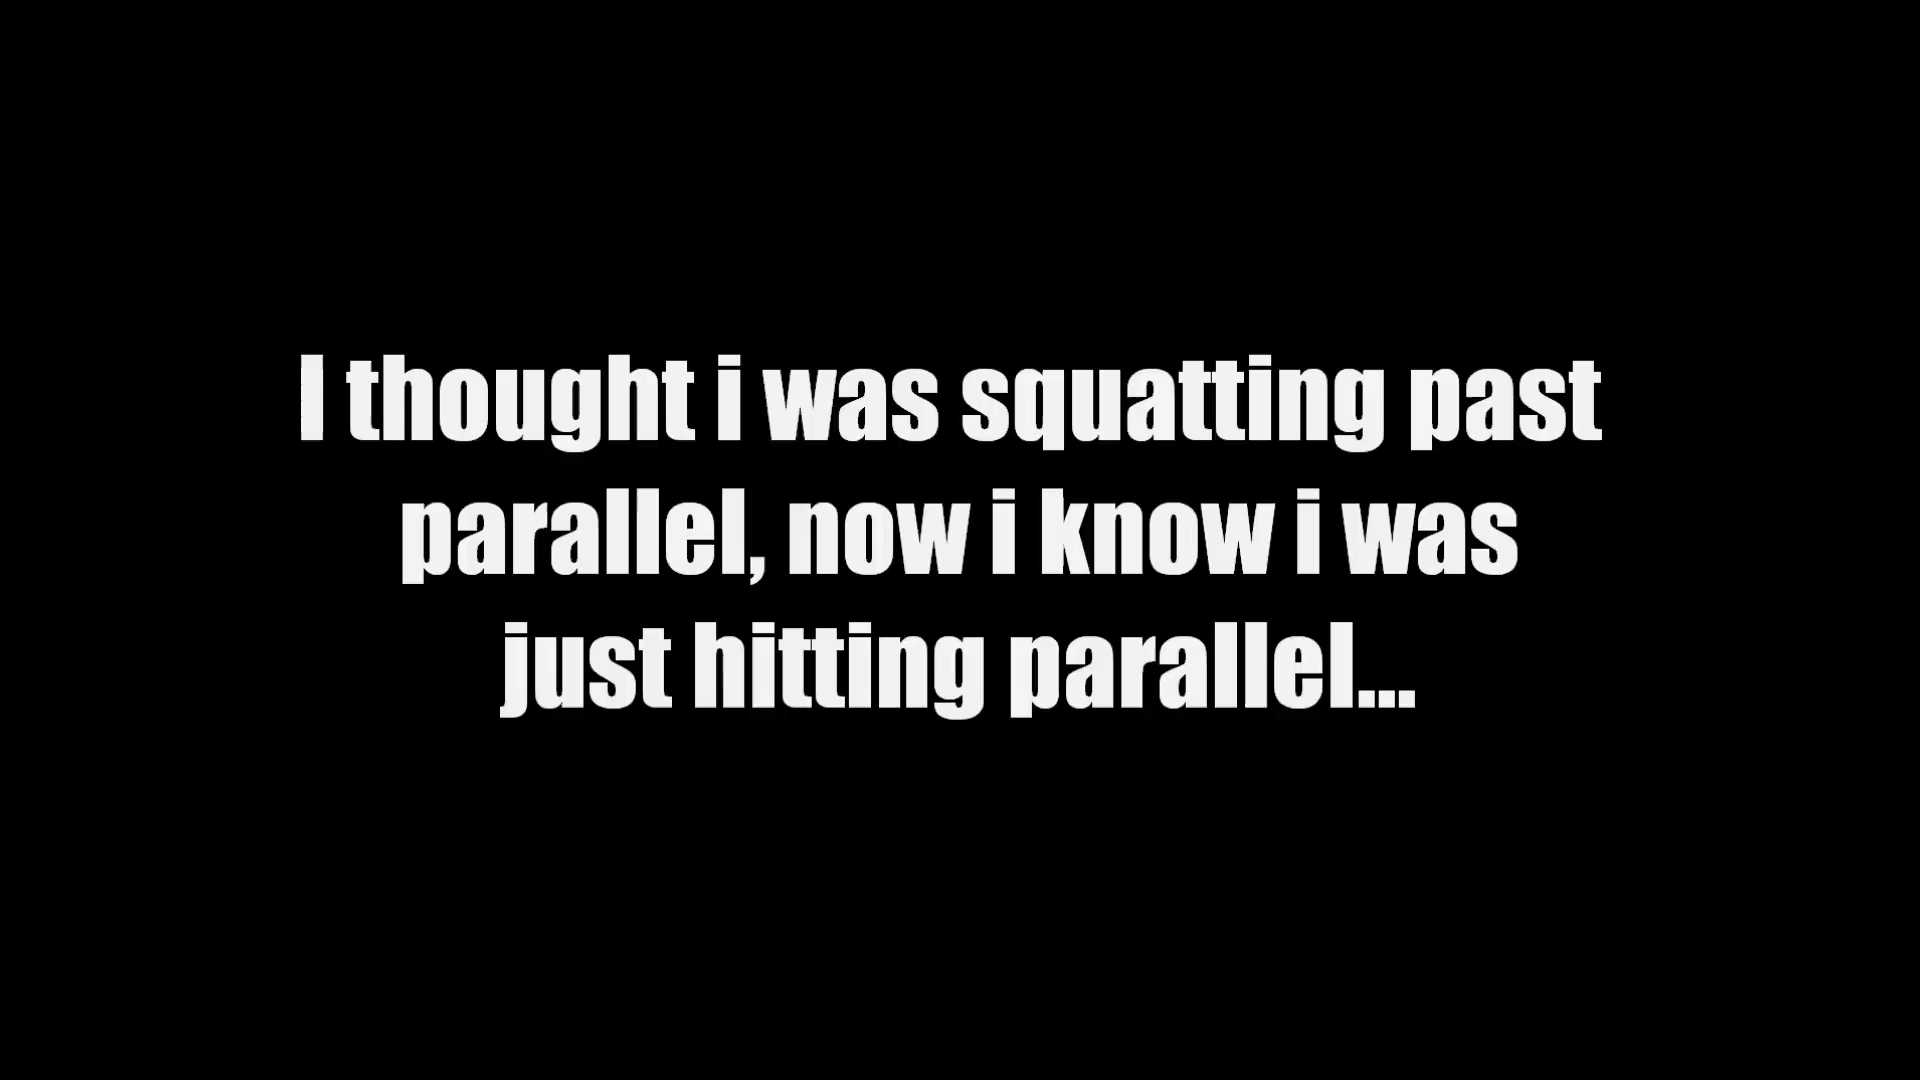 I thought i was squatting past
parallel, now i know i was
just hitting parallel...